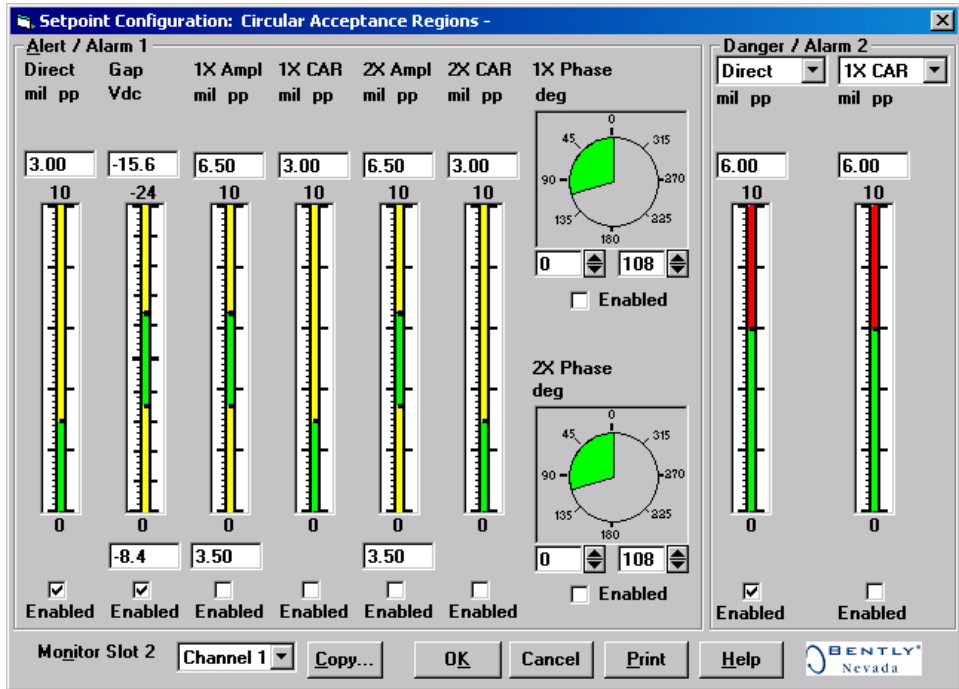 Setpoint Configuration: Circular Acceptance Regions -
Alert / Alarm 1
Direct Gap 1X Ampl 1X CAR 2X Ampl 2X CAR 1X Phase
mil pp Vdc mil pp mil pp mil pp mil pp deg
3.00 -15.6 6.50 3.00 6.50 3.00
10 -24 10 10 10 10
0 0 0 0 0 0
-8.4 3.50 3.50
Enabled Enabled Enabled Enabled Enabled Enabled
0
45 315
90 270
135 225
180
0 108
Enabled
2X Phase
deg
0
45 315
90 270
135 225
180
0 108
Enabled
Danger / Alarm 2
Direct 1X CAR
mil pp mil pp
6.00 6.00
10 10
0 0
Enabled Enabled
Monitor Slot 2 Channel 1 Copy... OK Cancel Print Help BENTLY
Nevada